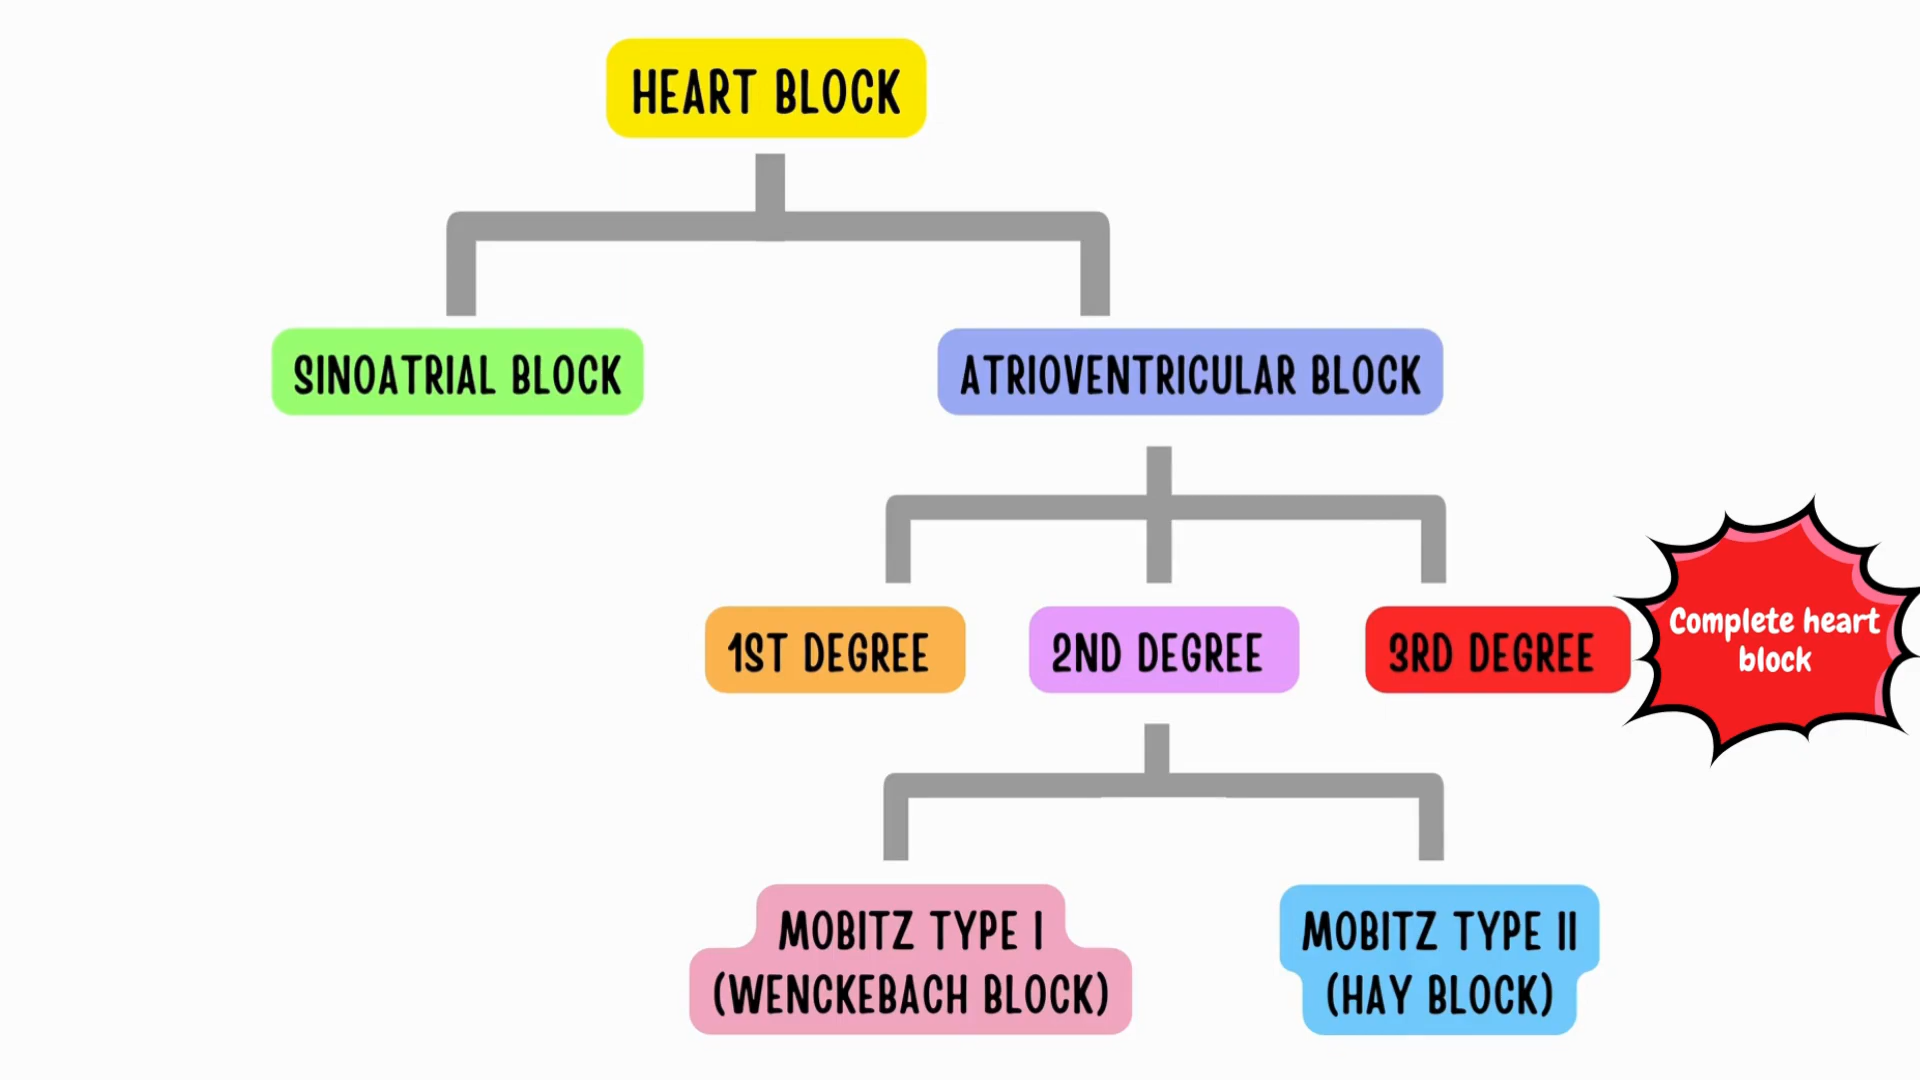 HEART BLOCK
SINOATRIAL BLOCK
ATRIOVENTRICULAR BLOCK
1ST DEGREE
2ND DEGREE
3RD DEGREE
Complete heart
block
MOBITZ TYPE I
(WENCKEBACH BLOCK)
MOBITZ TYPE II
(HAY BLOCK)